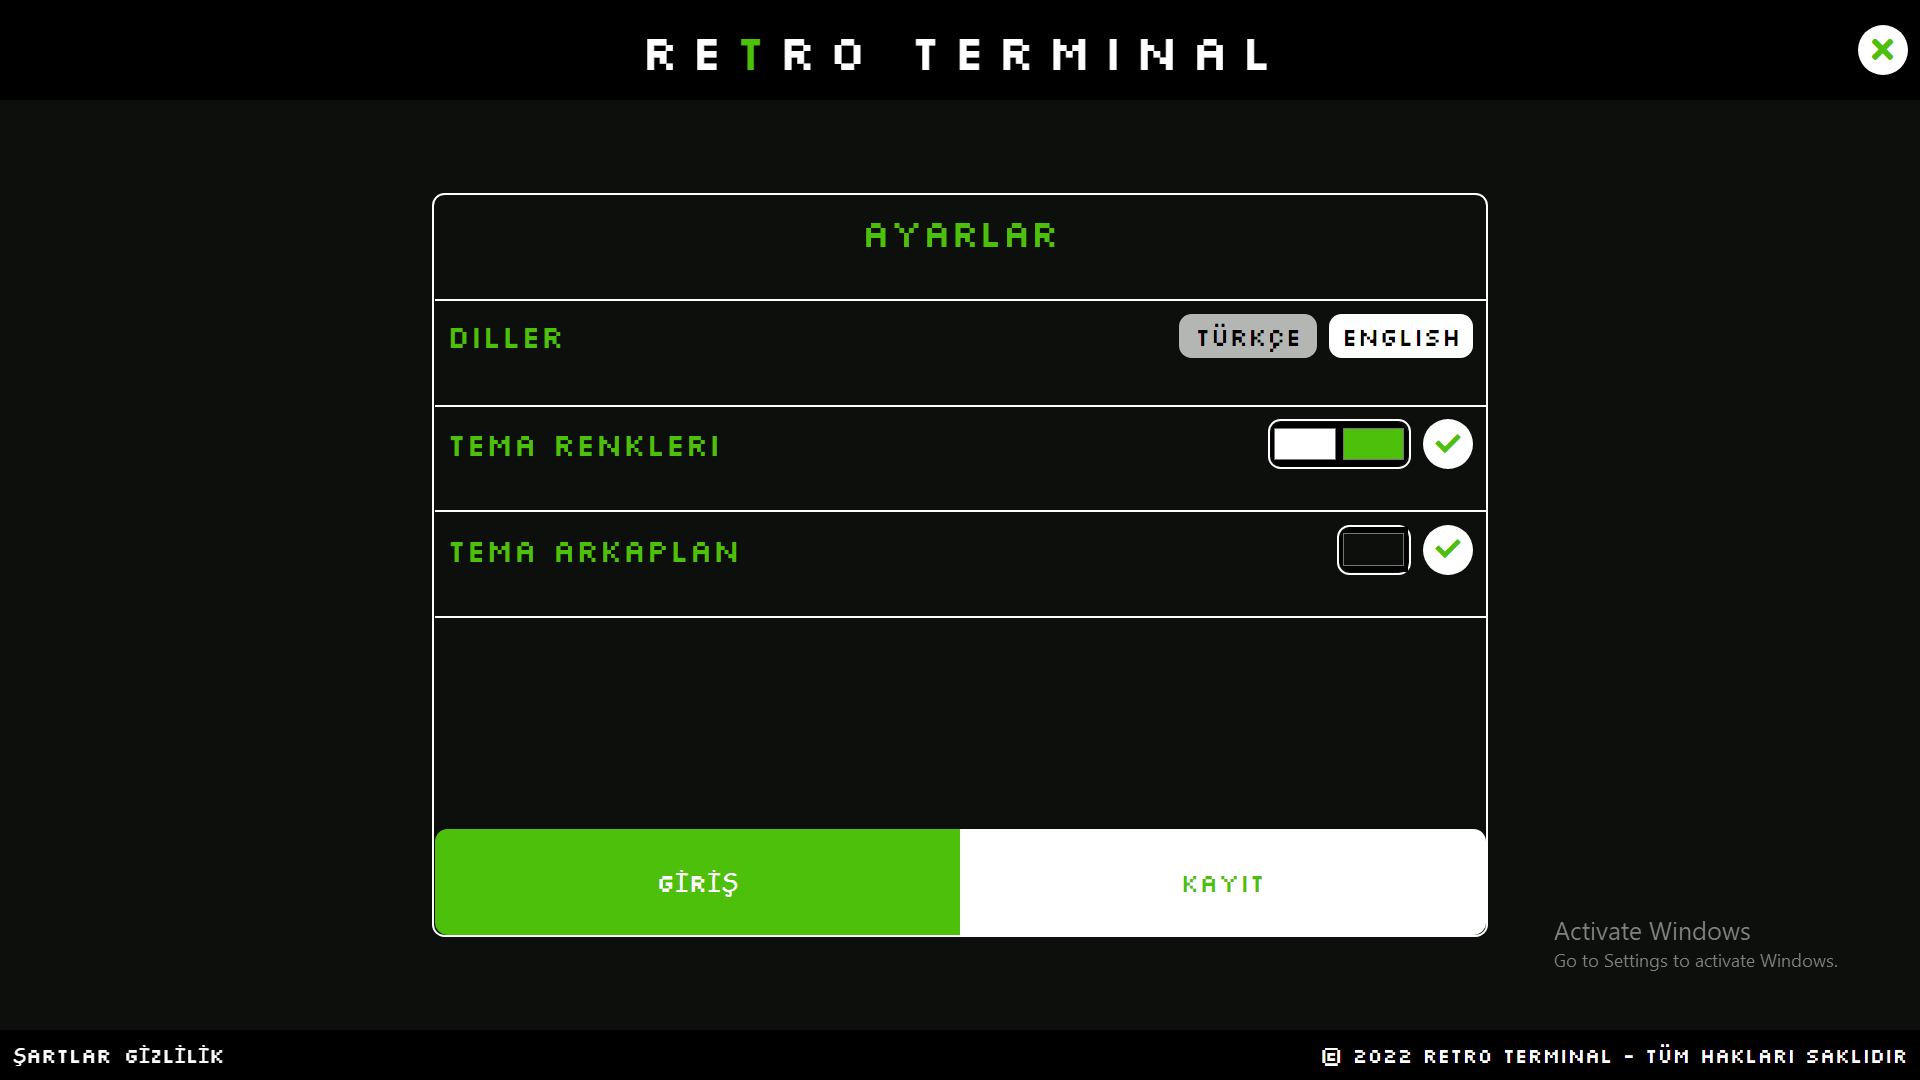 RETRO TERMINAL
AYARLAR
DILLER
TÜRKÇE ENGLISH
TEMA RENKLERI
TEMA ARKAPLAN
GİRİŞ KAYIT
Activate Windows
Go to Settings to activate Windows.
ŞARTLAR GİZLİLİK
© 2022 RETRO TERMINAL - TÜM HAKLARI SAKLIDIR